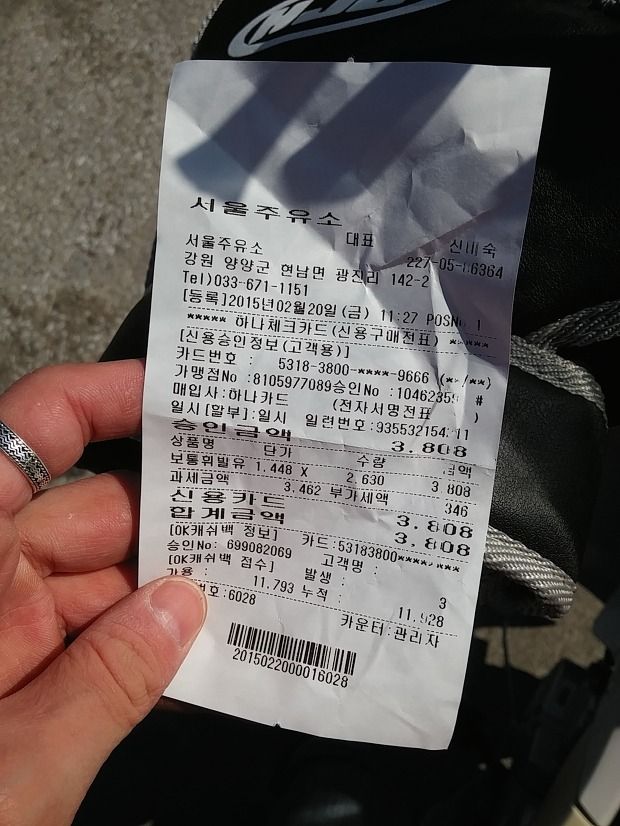 서울주유소
서울주유소 대표 신
227-05- 6364
강원 양양군 현남면 광진리 142-2
Tel)033-671-1151
[등록]2015년02월20일(금) 11:27 POSN 1
***** 하나체크카드(신용구매전표) *****
[신용승인정보(고객용)]
카드번호 : 5318-3800-****-9666 (**/**)
가맹점No :8105977089승인No :1046235 #
매입사:하나카드 (전자서명전표 )
일시[할부]:일시 일련번호:935532154 11
승인금액 3.808
상품명 단가 수량 금액
보통휘발유 1.448 X 2.630 3.808
과세금액 3.462 부가세액 346
신용카드 3.808
합계금액 3.808
[OK캐쉬백 정보] 카드:53183800********
승인No: 699082069 고객명 :
[OK캐쉬백 점수] 발생 : 3
가용 : 11.793 누적 : 11.928
번호:6028 카운터:관리자
2015022000016028